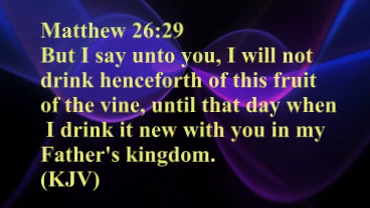 Matthew 26:29
But I say unto you, I will not
drink henceforth of this fruit
of the vine, until that day when
I drink it new with you in my
Father's kingdom.
(KJV)